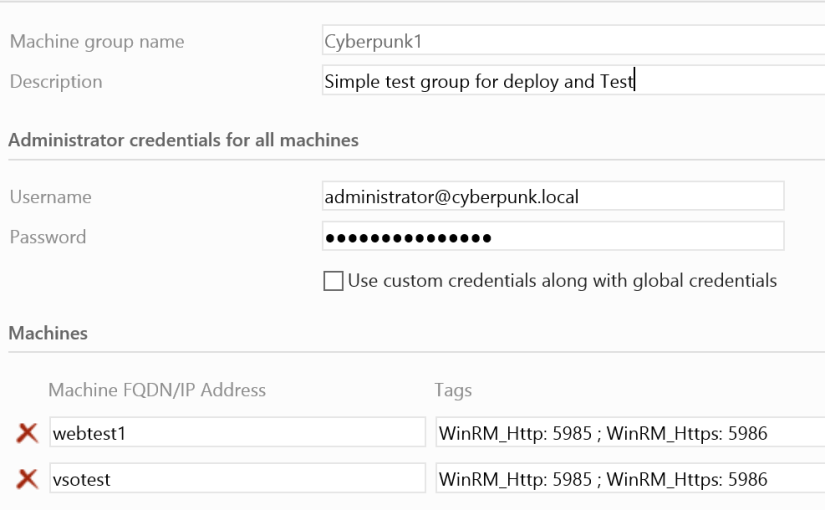 Machine group name Cyberpunk1
Description Simple test group for deploy and Test
Administrator credentials for all machines
Username administrator@cyberpunk.local
Password ●●●●●●●●●●●●●●●
Use custom credentials along with global credentials
Machines
Machine FQDN/IP Address Tags
webtest1 WinRM_Http: 5985 ; WinRM_Https: 5986
vsotest WinRM_Http: 5985 ; WinRM_Https: 5986